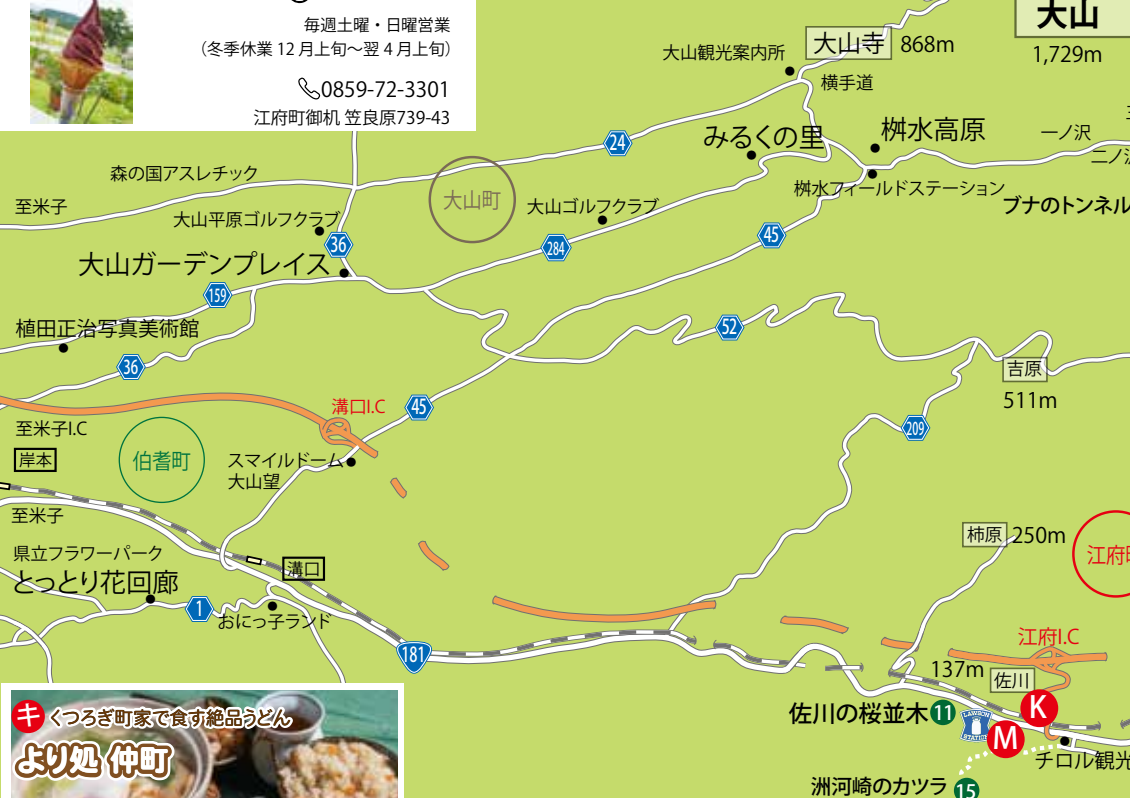 毎週土曜・日曜営業
(冬季休業 12 月上旬〜翌 4 月上旬)
0859-72-3301
江府町御机 笠良原739-43
大山
1,729m
大山寺
868m
大山観光案内所
横手道
24
みるくの里
桝水高原
一ノ沢
二ノ沢
森の国アスレチック
大山町
桝水フィールドステーション
ブナのトンネル
至米子
大山平原ゴルフクラブ
大山ゴルフクラブ
36
284
45
大山ガーデンプレイス
159
植田正治写真美術館
52
36
吉原
511m
溝口I.C
45
209
至米子I.C
岸本
伯耆町
スマイルドーム
大山望
至米子
柿原
250m
江府町
県立フラワーパーク
とっとり花回廊
溝口
1
おにっ子ランド
181
江府I.C
137m
佐川
佐川の桜並木
11
LAWSON
STATION
K
M
チロル観光
洲河崎のカツラ
15
キ くつろぎ町家で食す絶品うどん
より処 仲町